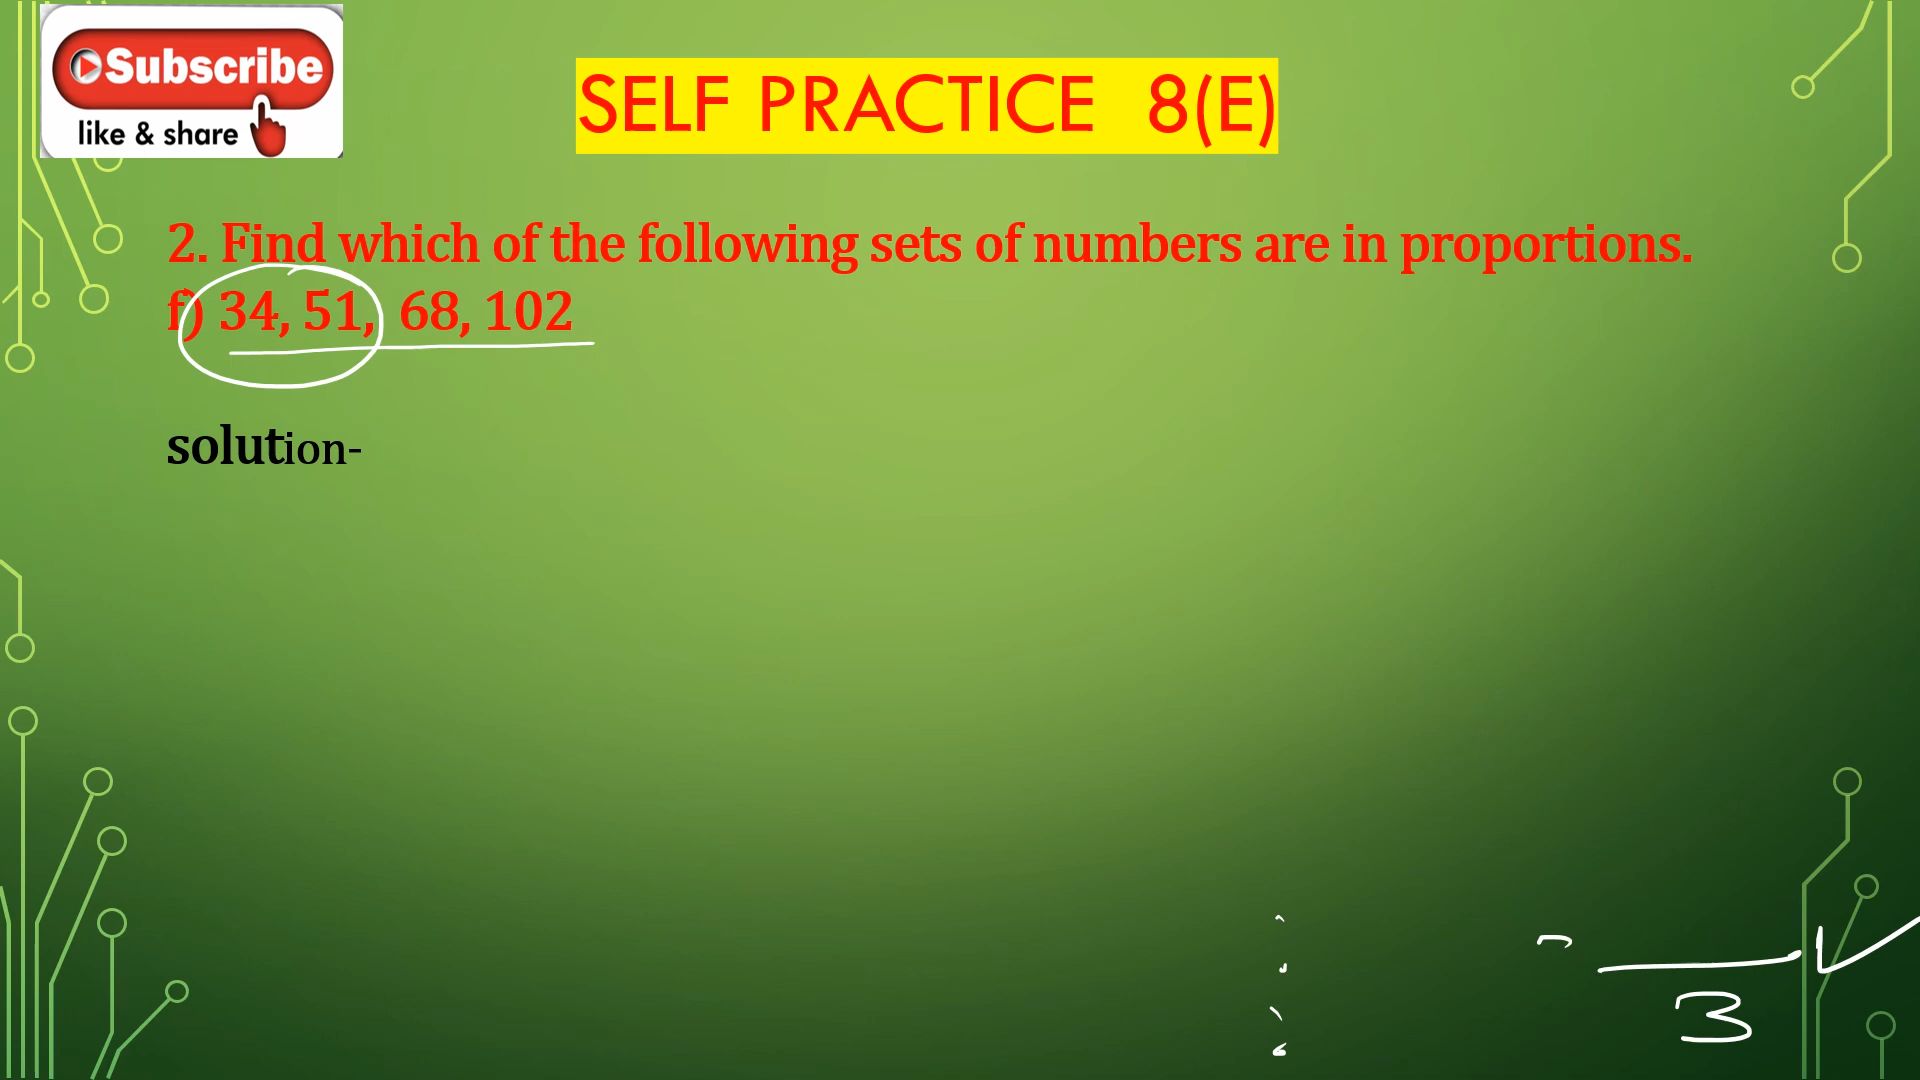 Subscribe
like & share
SELF PRACTICE 8(E)
2. Find which of the following sets of numbers are in proportions.
f) 34, 51, 68, 102
solution-
3